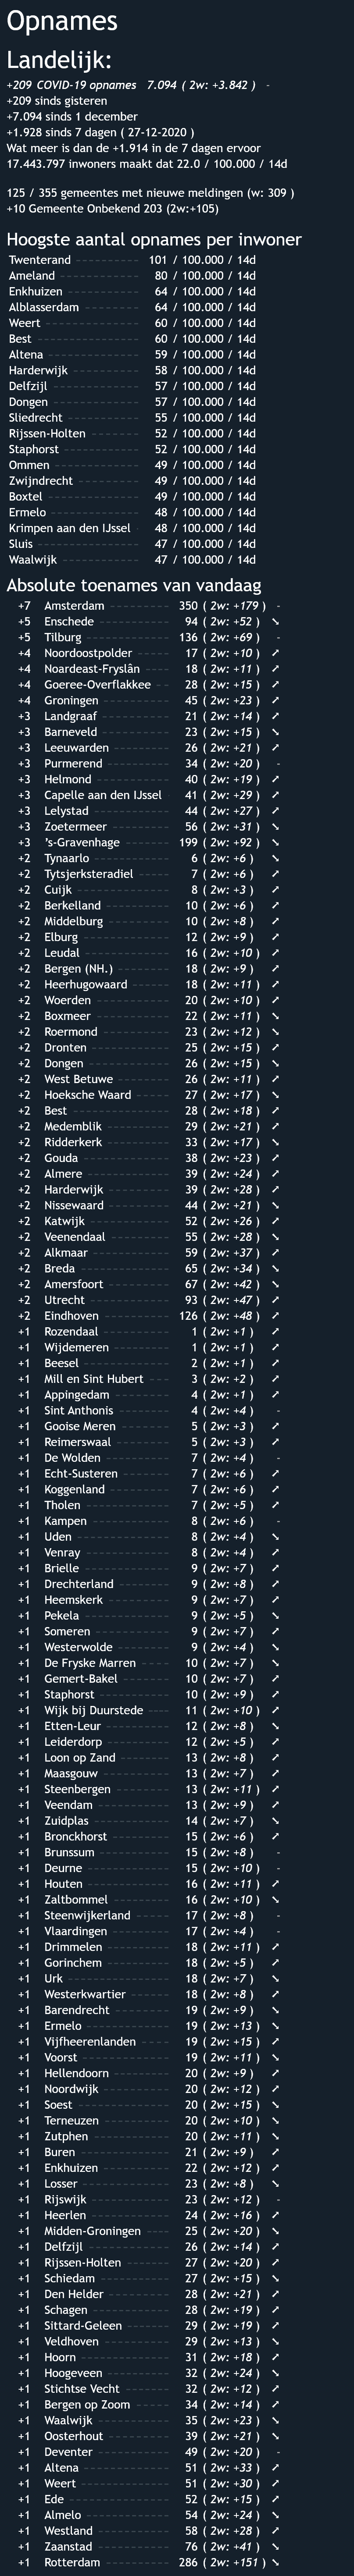 Opnames
Landelijk:
+209 COVID-19 opnames 7.094 ( 2w: +3.842 ) -
+209 sinds gisteren
+7.094 sinds 1 december
+1.928 sinds 7 dagen ( 27-12-2020 )
Wat meer is dan de +1.914 in de 7 dagen ervoor
17.443.797 inwoners maakt dat 22.0 / 100.000 / 14d
125 / 355 gemeentes met nieuwe meldingen (w: 309 )
+10 Gemeente Onbekend 203 (2w:+105)
Hoogste aantal opnames per inwoner
Twenterand 101 / 100.000 / 14d
Ameland 80 / 100.000 / 14d
Enkhuizen 64 / 100.000 / 14d
Alblasserdam 64 / 100.000 / 14d
Weert 60 / 100.000 / 14d
Best 60 / 100.000 / 14d
Altena 59 / 100.000 / 14d
Harderwijk 58 / 100.000 / 14d
Delfzijl 57 / 100.000 / 14d
Dongen 57 / 100.000 / 14d
Sliedrecht 55 / 100.000 / 14d
Rijssen-Holten 52 / 100.000 / 14d
Staphorst 52 / 100.000 / 14d
Ommen 49 / 100.000 / 14d
Zwijndrecht 49 / 100.000 / 14d
Boxtel 49 / 100.000 / 14d
Ermelo 48 / 100.000 / 14d
Krimpen aan den IJssel 48 / 100.000 / 14d
Sluis 47 / 100.000 / 14d
Waalwijk 47 / 100.000 / 14d
Absolute toenames van vandaag
+7 Amsterdam 350 ( 2w: +179 ) -
+5 Enschede 94 ( 2w: +52 ) ↘
+5 Tilburg 136 ( 2w: +69 ) -
+4 Noordoostpolder 17 ( 2w: +10 ) ↗
+4 Noardeast-Fryslân 18 ( 2w: +11 ) ↗
+4 Goeree-Overflakkee 28 ( 2w: +15 ) ↗
+4 Groningen 45 ( 2w: +23 ) ↗
+3 Landgraaf 21 ( 2w: +14 ) ↗
+3 Barneveld 23 ( 2w: +15 ) ↘
+3 Leeuwarden 26 ( 2w: +21 ) ↗
+3 Purmerend 34 ( 2w: +20 ) -
+3 Helmond 40 ( 2w: +19 ) ↗
+3 Capelle aan den IJssel 41 ( 2w: +29 ) ↗
+3 Lelystad 44 ( 2w: +27 ) ↗
+3 Zoetermeer 56 ( 2w: +31 ) ↘
+3 's-Gravenhage 199 ( 2w: +92 ) ↘
+2 Tynaarlo 6 ( 2w: +6 ) ↘
+2 Tytsjerksteradiel 7 ( 2w: +6 ) ↗
+2 Cuijk 8 ( 2w: +3 ) ↗
+2 Berkelland 10 ( 2w: +6 ) ↗
+2 Middelburg 10 ( 2w: +8 ) ↗
+2 Elburg 12 ( 2w: +9 ) ↗
+2 Leudal 16 ( 2w: +10 ) ↗
+2 Bergen (NH.) 18 ( 2w: +9 ) ↗
+2 Heerhugowaard 18 ( 2w: +11 ) ↗
+2 Woerden 20 ( 2w: +10 ) ↗
+2 Boxmeer 22 ( 2w: +11 ) ↘
+2 Roermond 23 ( 2w: +12 ) ↘
+2 Dronten 25 ( 2w: +15 ) ↗
+2 Dongen 26 ( 2w: +15 ) ↘
+2 West Betuwe 26 ( 2w: +11 ) ↗
+2 Hoeksche Waard 27 ( 2w: +17 ) ↘
+2 Best 28 ( 2w: +18 ) ↗
+2 Medemblik 29 ( 2w: +21 ) ↗
+2 Ridderkerk 33 ( 2w: +17 ) ↘
+2 Gouda 38 ( 2w: +23 ) ↗
+2 Almere 39 ( 2w: +24 ) ↗
+2 Harderwijk 39 ( 2w: +28 ) ↗
+2 Nissewaard 44 ( 2w: +21 ) ↘
+2 Katwijk 52 ( 2w: +26 ) ↗
+2 Veenendaal 55 ( 2w: +28 ) ↘
+2 Alkmaar 59 ( 2w: +37 ) ↗
+2 Breda 65 ( 2w: +34 ) ↘
+2 Amersfoort 67 ( 2w: +42 ) ↘
+2 Utrecht 93 ( 2w: +47 ) ↗
+2 Eindhoven 126 ( 2w: +48 ) ↗
+1 Rozendaal 1 ( 2w: +1 ) ↗
+1 Wijdemeren 1 ( 2w: +1 ) ↗
+1 Beesel 2 ( 2w: +1 ) ↗
+1 Mill en Sint Hubert 3 ( 2w: +2 ) ↗
+1 Appingedam 4 ( 2w: +1 ) ↗
+1 Sint Anthonis 4 ( 2w: +4 ) -
+1 Gooise Meren 5 ( 2w: +3 ) ↗
+1 Reimerswaal 5 ( 2w: +3 ) ↗
+1 De Wolden 7 ( 2w: +4 ) -
+1 Echt-Susteren 7 ( 2w: +6 ) ↗
+1 Koggenland 7 ( 2w: +6 ) ↗
+1 Tholen 7 ( 2w: +5 ) ↗
+1 Kampen 8 ( 2w: +6 ) -
+1 Uden 8 ( 2w: +4 ) ↘
+1 Venray 8 ( 2w: +4 ) ↗
+1 Brielle 9 ( 2w: +7 ) ↗
+1 Drechterland 9 ( 2w: +8 ) ↗
+1 Heemskerk 9 ( 2w: +7 ) ↗
+1 Pekela 9 ( 2w: +5 ) ↘
+1 Someren 9 ( 2w: +7 ) ↗
+1 Westerwolde 9 ( 2w: +4 ) ↘
+1 De Fryske Marren 10 ( 2w: +7 ) ↘
+1 Gemert-Bakel 10 ( 2w: +7 ) ↗
+1 Staphorst 10 ( 2w: +9 ) ↗
+1 Wijk bij Duurstede 11 ( 2w: +10 ) ↗
+1 Etten-Leur 12 ( 2w: +8 ) ↘
+1 Leiderdorp 12 ( 2w: +5 ) ↗
+1 Loon op Zand 13 ( 2w: +8 ) ↗
+1 Maasgouw 13 ( 2w: +7 ) ↗
+1 Steenbergen 13 ( 2w: +11 ) ↗
+1 Veendam 13 ( 2w: +9 ) ↗
+1 Zuidplas 14 ( 2w: +7 ) ↘
+1 Bronckhorst 15 ( 2w: +6 ) ↗
+1 Brunssum 15 ( 2w: +8 ) -
+1 Deurne 15 ( 2w: +10 ) -
+1 Houten 16 ( 2w: +11 ) ↗
+1 Zaltbommel 16 ( 2w: +10 ) ↘
+1 Steenwijkerland 17 ( 2w: +8 ) -
+1 Vlaardingen 17 ( 2w: +4 ) -
+1 Drimmelen 18 ( 2w: +11 ) ↗
+1 Gorinchem 18 ( 2w: +5 ) ↗
+1 Urk 18 ( 2w: +7 ) ↘
+1 Westerkwartier 18 ( 2w: +8 ) ↗
+1 Barendrecht 19 ( 2w: +9 ) ↘
+1 Ermelo 19 ( 2w: +13 ) ↘
+1 Vijfheerenlanden 19 ( 2w: +15 ) ↗
+1 Voorst 19 ( 2w: +11 ) ↘
+1 Hellendoorn 20 ( 2w: +9 ) ↗
+1 Noordwijk 20 ( 2w: +12 ) ↗
+1 Soest 20 ( 2w: +15 ) ↘
+1 Terneuzen 20 ( 2w: +10 ) ↘
+1 Zutphen 20 ( 2w: +11 ) ↘
+1 Buren 21 ( 2w: +9 ) ↗
+1 Enkhuizen 22 ( 2w: +12 ) ↗
+1 Losser 23 ( 2w: +8 ) ↘
+1 Rijswijk 23 ( 2w: +12 ) -
+1 Heerlen 24 ( 2w: +16 ) ↗
+1 Midden-Groningen 25 ( 2w: +20 ) ↘
+1 Delfzijl 26 ( 2w: +14 ) ↗
+1 Rijssen-Holten 27 ( 2w: +20 ) ↗
+1 Schiedam 27 ( 2w: +15 ) ↘
+1 Den Helder 28 ( 2w: +21 ) ↗
+1 Schagen 28 ( 2w: +19 ) ↗
+1 Sittard-Geleen 29 ( 2w: +19 ) ↗
+1 Veldhoven 29 ( 2w: +13 ) ↘
+1 Hoorn 31 ( 2w: +18 ) ↗
+1 Hoogeveen 32 ( 2w: +24 ) ↘
+1 Stichtse Vecht 32 ( 2w: +12 ) ↗
+1 Bergen op Zoom 34 ( 2w: +14 ) ↗
+1 Waalwijk 35 ( 2w: +23 ) ↘
+1 Oosterhout 39 ( 2w: +21 ) ↘
+1 Deventer 49 ( 2w: +20 ) -
+1 Altena 51 ( 2w: +33 ) ↗
+1 Weert 51 ( 2w: +30 ) ↗
+1 Ede 52 ( 2w: +15 ) ↗
+1 Almelo 54 ( 2w: +24 ) ↘
+1 Westland 58 ( 2w: +28 ) ↗
+1 Zaanstad 76 ( 2w: +41 ) ↘
+1 Rotterdam 286 ( 2w: +151 ) ↘